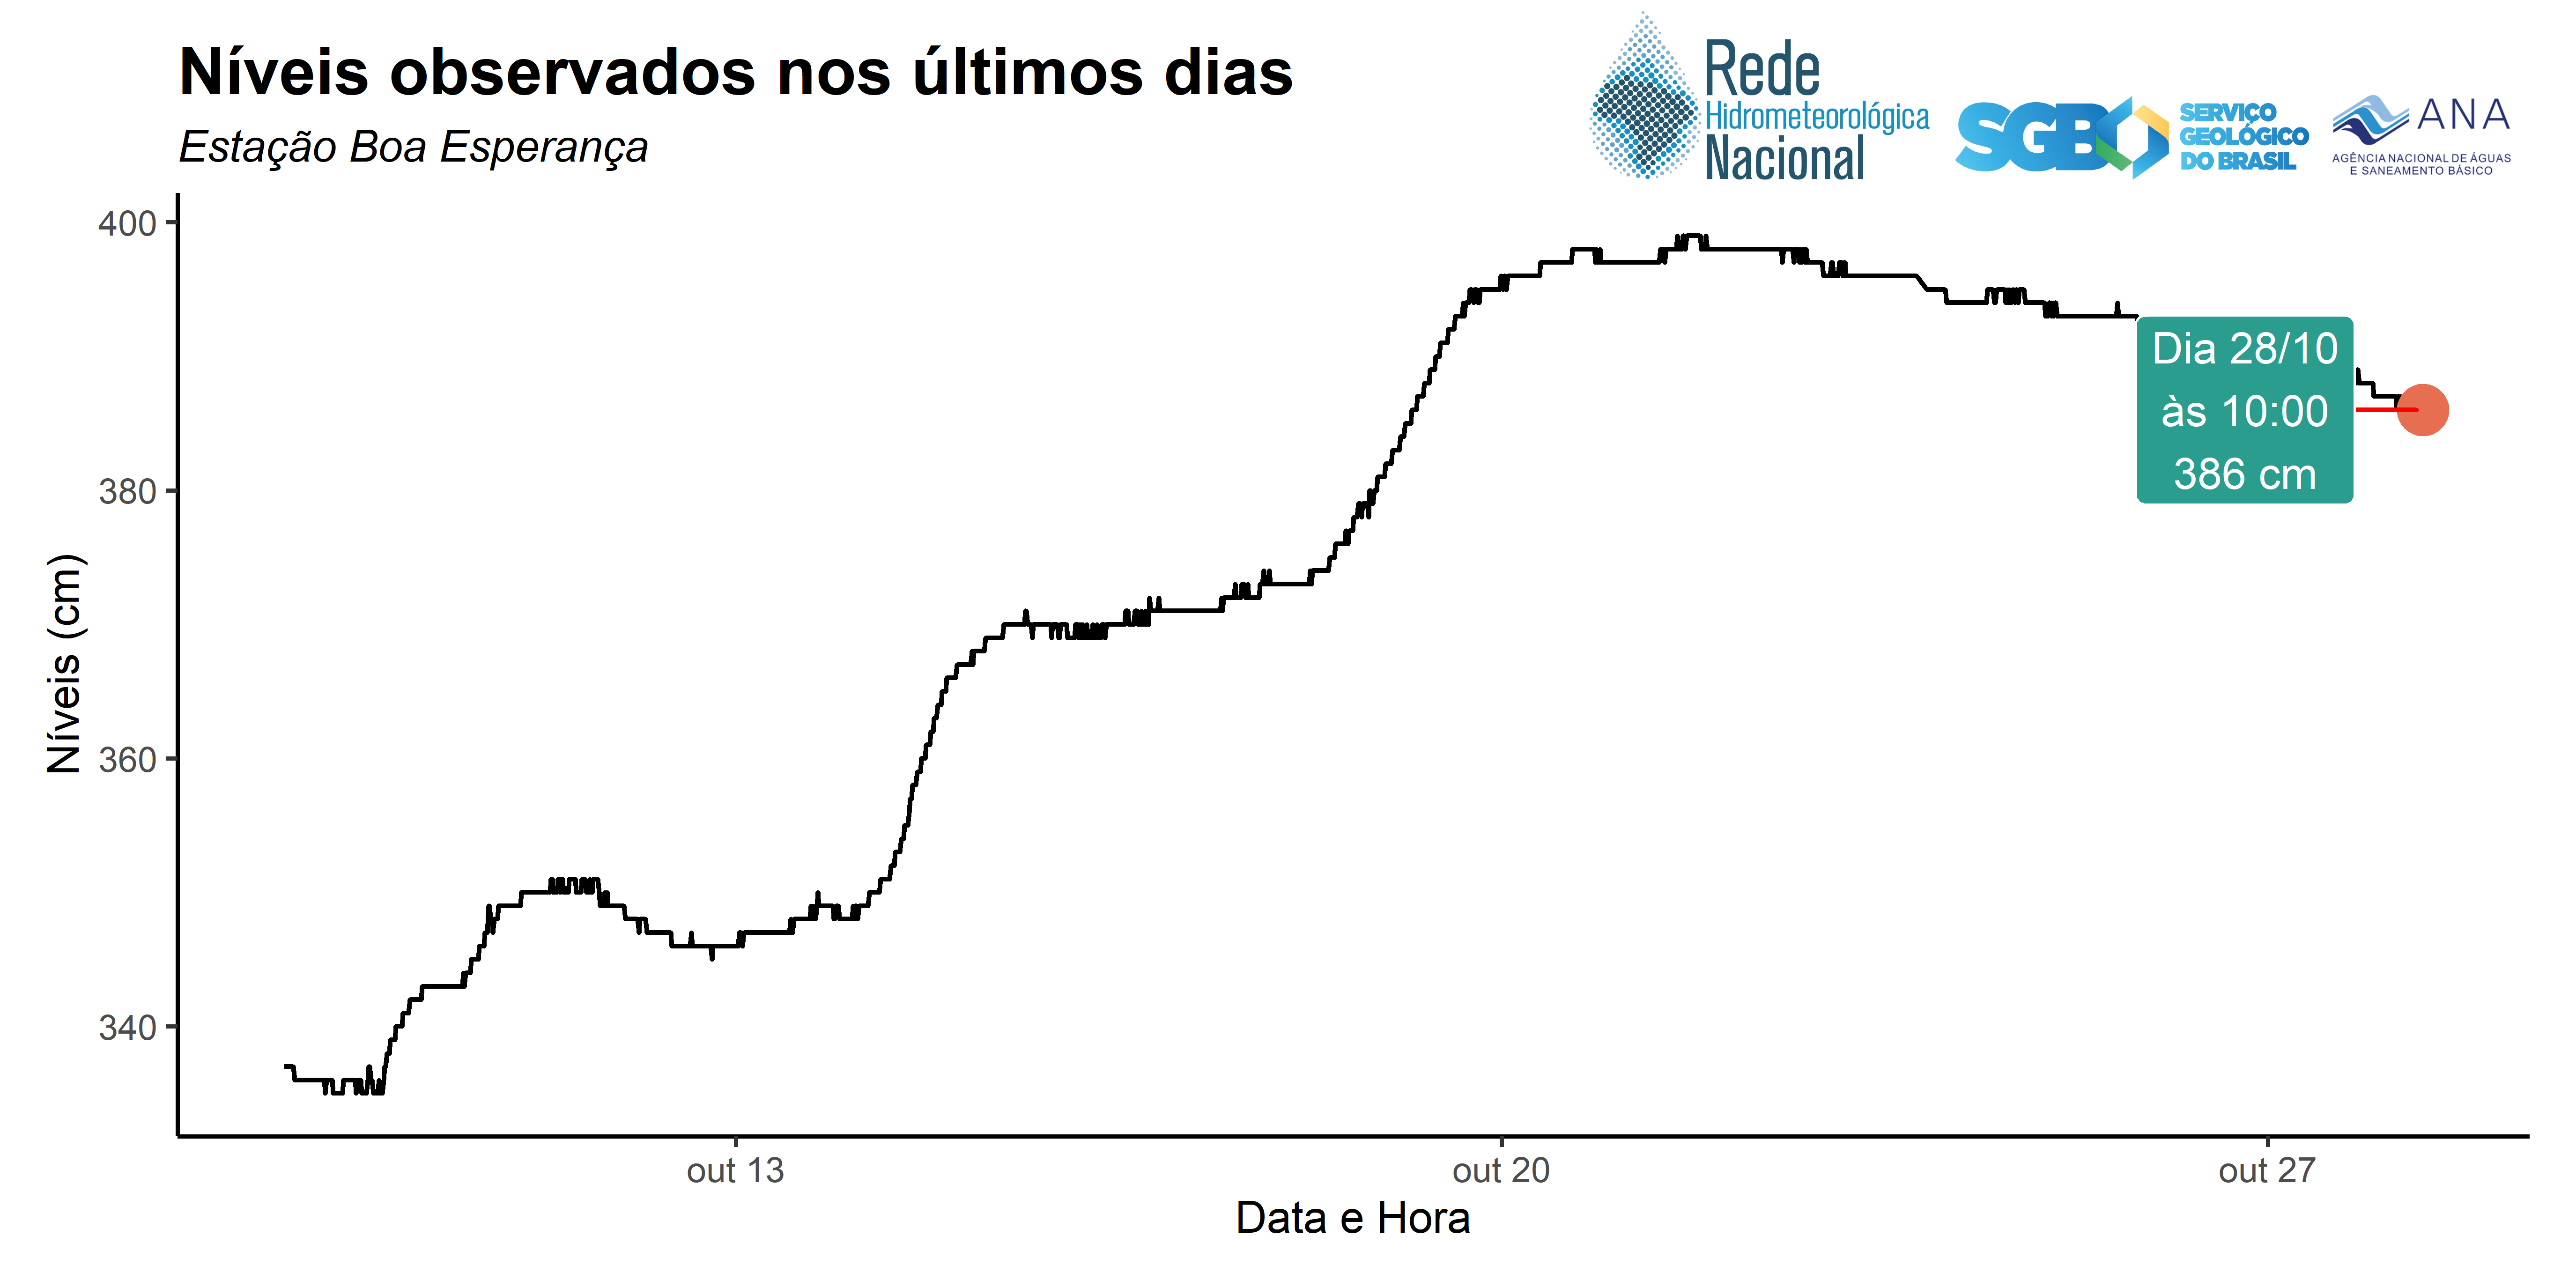 Níveis observados nos últimos dias
Estação Boa Esperança
Rede
Hidrometeorológica
Nacional
SGB
SERVIÇO
GEOLÓGICO
DO BRASIL
ANA
AGÊNCIA NACIONAL DE ÁGUAS
E SANEAMENTO BÁSICO
400
380
360
340
Níveis (cm)
Dia 28/10
às 10:00
386 cm
out 13
out 20
out 27
Data e Hora